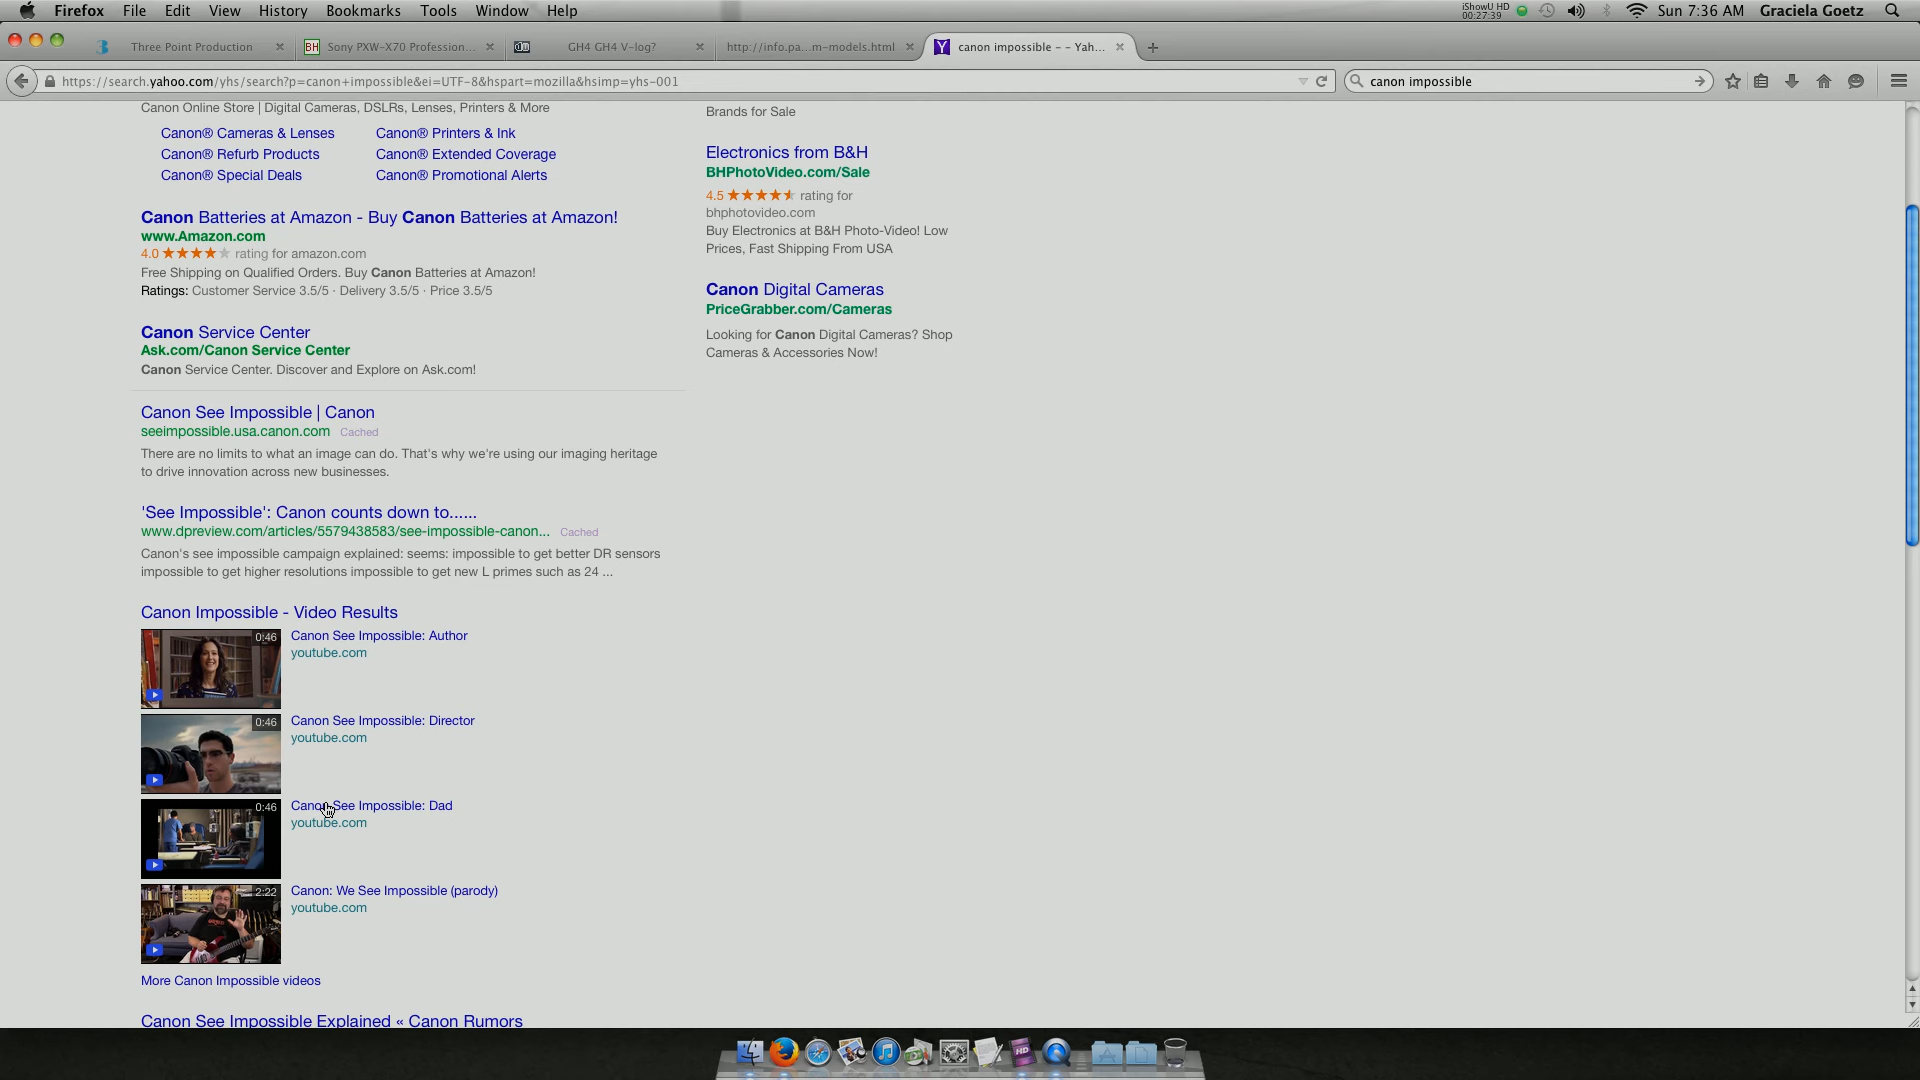 Firefox File Edit View History Bookmarks Tools Window Help
iShowU HD
00:27:39
Sun 7:36 AM Graciela Goetz
Three Point Production
BH Sony PXW-X70 Profession...
du GH4 GH4 V-log?
http://info.pa...m-models.html
Y canon impossible - - Yah...
https://search.yahoo.com/yhs/search?p=canon+impossible&ei=UTF-8&hspart=mozilla&hsimp=yhs-001
canon impossible
Canon Online Store | Digital Cameras, DSLRs, Lenses, Printers & More
Canon® Cameras & Lenses Canon® Printers & Ink
Canon® Refurb Products Canon® Extended Coverage
Canon® Special Deals Canon® Promotional Alerts
Canon Batteries at Amazon - Buy Canon Batteries at Amazon!
www.Amazon.com
4.0 ★★★★★ rating for amazon.com
Free Shipping on Qualified Orders. Buy Canon Batteries at Amazon!
Ratings: Customer Service 3.5/5 · Delivery 3.5/5 · Price 3.5/5
Canon Service Center
Ask.com/Canon Service Center
Canon Service Center. Discover and Explore on Ask.com!
Canon See Impossible | Canon
seeimpossible.usa.canon.com Cached
There are no limits to what an image can do. That's why we're using our imaging heritage
to drive innovation across new businesses.
'See Impossible': Canon counts down to......
www.dpreview.com/articles/5579438583/see-impossible-canon... Cached
Canon's see impossible campaign explained: seems: impossible to get better DR sensors
impossible to get higher resolutions impossible to get new L primes such as 24 ...
Canon Impossible - Video Results
0:46
Canon See Impossible: Author
youtube.com
0:46
Canon See Impossible: Director
youtube.com
0:46
Canon See Impossible: Dad
youtube.com
2:22
Canon: We See Impossible (parody)
youtube.com
More Canon Impossible videos
Canon See Impossible Explained « Canon Rumors
Brands for Sale
Electronics from B&H
BHPhotoVideo.com/Sale
4.5 ★★★★★ rating for
bhphotovideo.com
Buy Electronics at B&H Photo-Video! Low
Prices, Fast Shipping From USA
Canon Digital Cameras
PriceGrabber.com/Cameras
Looking for Canon Digital Cameras? Shop
Cameras & Accessories Now!
HD